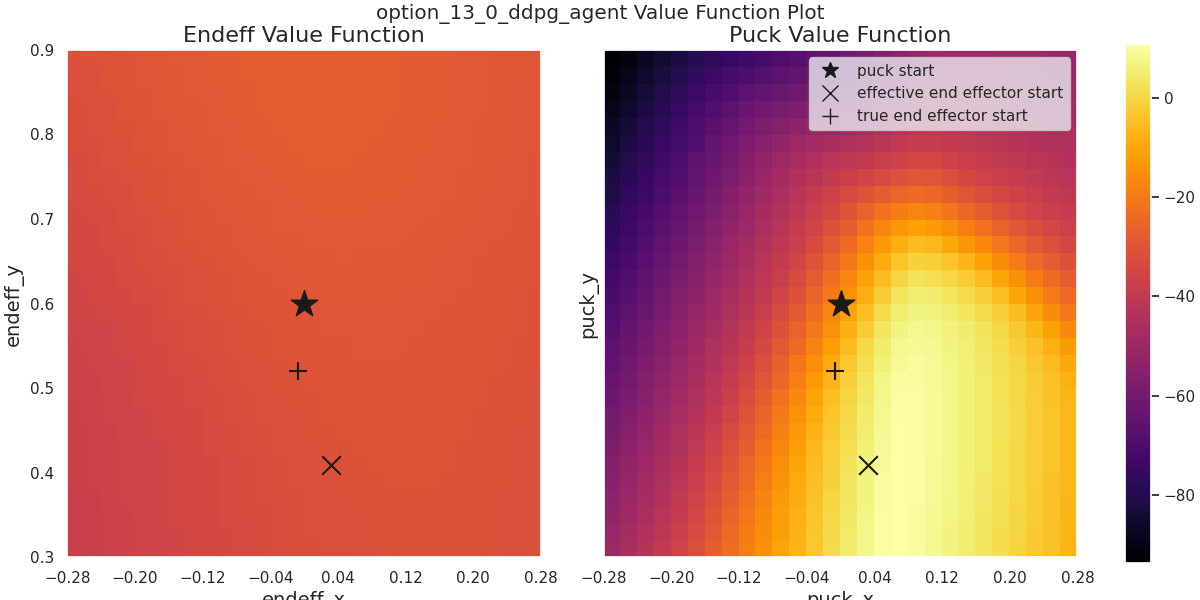 option_13_0_ddpg_agent Value Function Plot
Endeff Value Function
Puck Value Function
0.9
0.8
0.7
0.6
0.5
0.4
0.3
endeff_y
−0.28 −0.20 −0.12 −0.04 0.04 0.12 0.20 0.28
endeff_x
puck start
effective end effector start
true end effector start
puck_y
−0.28 −0.20 −0.12 −0.04 0.04 0.12 0.20 0.28
puck_x
0
−20
−40
−60
−80